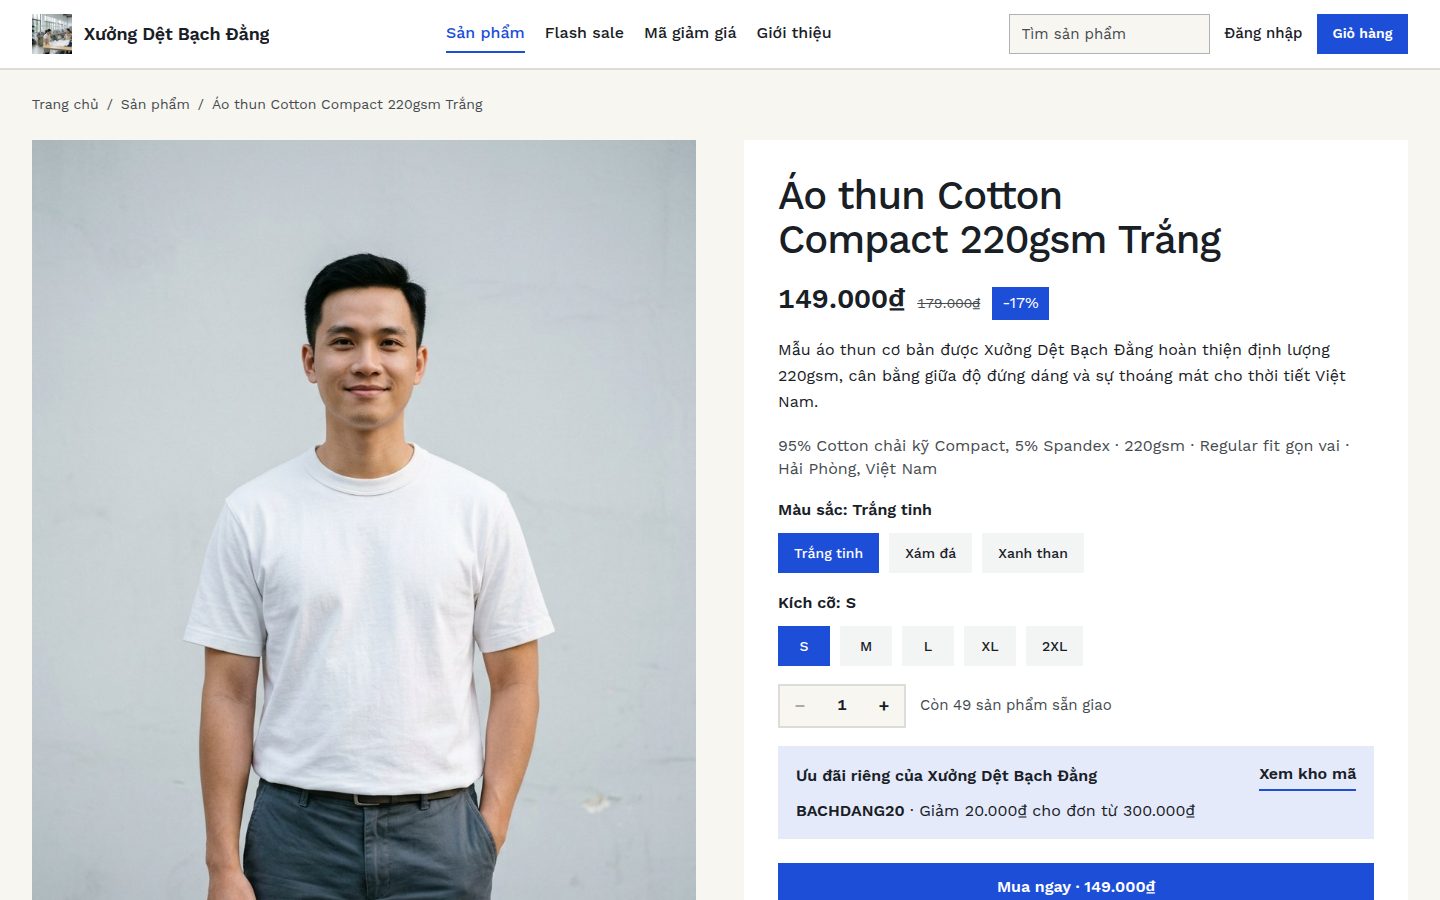 Xưởng Dệt Bạch Đằng
Sản phẩm
Flash sale
Mã giảm giá
Giới thiệu
Tìm sản phẩm
Đăng nhập
Giỏ hàng
Trang chủ / Sản phẩm / Áo thun Cotton Compact 220gsm Trắng
Áo thun Cotton
Compact 220gsm Trắng
149.000₫ 179.000₫ -17%
Mẫu áo thun cơ bản được Xưởng Dệt Bạch Đằng hoàn thiện định lượng
220gsm, cân bằng giữa độ đứng dáng và sự thoáng mát cho thời tiết Việt
Nam.
95% Cotton chải kỹ Compact, 5% Spandex · 220gsm · Regular fit gọn vai ·
Hải Phòng, Việt Nam
Màu sắc: Trắng tinh
Trắng tinh
Xám đá
Xanh than
Kích cỡ: S
S
M
L
XL
2XL
− 1 +
Còn 49 sản phẩm sẵn giao
Ưu đãi riêng của Xưởng Dệt Bạch Đằng
Xem kho mã
BACHDANG20 · Giảm 20.000₫ cho đơn từ 300.000₫
Mua ngay · 149.000₫